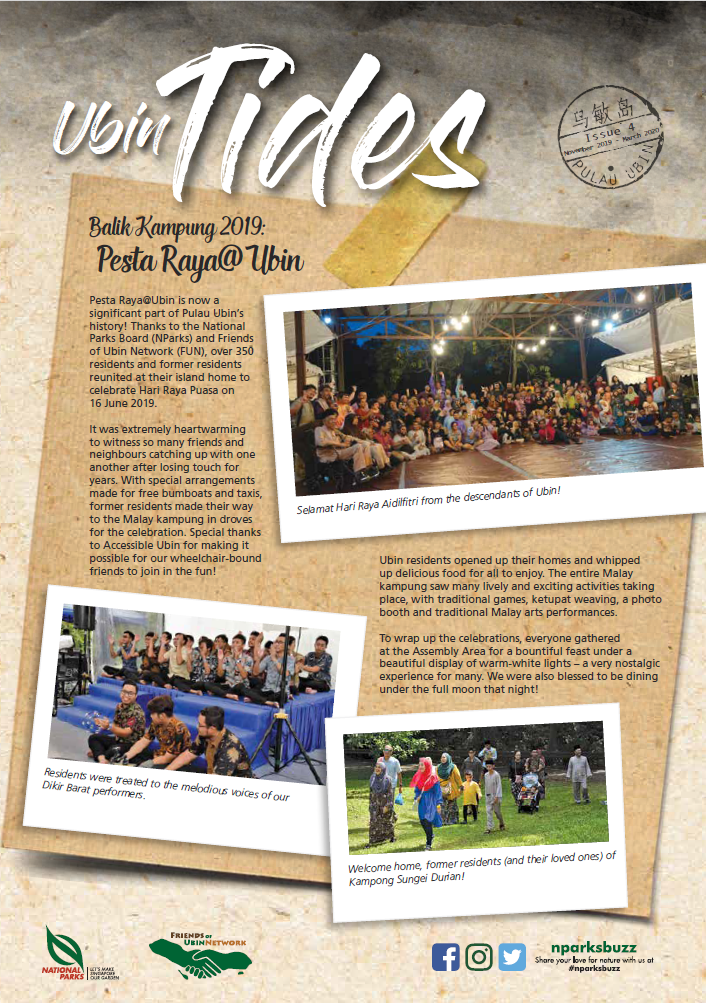 Ubin Tides
乌敏岛
Issue 4
November 2019 - March 2020
PULAU UBIN
Balik Kampung 2019:
Pesta Raya@ Ubin
Pesta Raya@Ubin is now a
significant part of Pulau Ubin's
history! Thanks to the National
Parks Board (NParks) and Friends
of Ubin Network (FUN), over 350
residents and former residents
reunited at their island home to
celebrate Hari Raya Puasa on
16 June 2019.
It was extremely heartwarming
to witness so many friends and
neighbours catching up with one
another after losing touch for
years. With special arrangements
made for free bumboats and taxis,
former residents made their way
to the Malay kampung in droves
for the celebration. Special thanks
to Accessible Ubin for making it
possible for our wheelchair-bound
friends to join in the fun!
Selamat Hari Raya Aidilfitri from the descendants of Ubin!
Ubin residents opened up their homes and whipped
up delicious food for all to enjoy. The entire Malay
kampung saw many lively and exciting activities taking
place, with traditional games, ketupat weaving, a photo
booth and traditional Malay arts performances.
To wrap up the celebrations, everyone gathered
at the Assembly Area for a bountiful feast under a
beautiful display of warm-white lights – a very nostalgic
experience for many. We were also blessed to be dining
under the full moon that night!
Residents were treated to the melodious voices of our
Dikir Barat performers.
Welcome home, former residents (and their loved ones) of
Kampong Sungei Durian!
NATIONAL
PARKS
LET'S MAKE
SINGAPORE
OUR GARDEN
FRIENDS OF
UBIN NETWORK
nparksbuzz
Share your love for nature with us at
#nparksbuzz